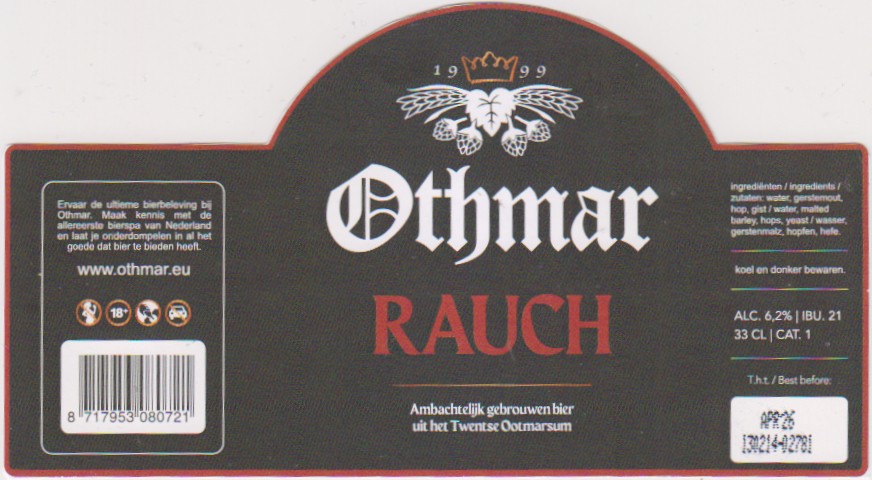 19 99
Othmar
RAUCH
Ambachtelijk gebrouwen bier
uit het Twentse Ootmarsum
Ervaar de ultieme bierbeleving bij
Othmar. Maak kennis met de
allereerste bierspa van Nederland
en laat je onderdompelen in al het
goede dat bier te bieden heeft.
www.othmar.eu
18+
8 717953 080721
ingrediënten / ingredients /
zutaten: water, gerstemout,
hop, gist / water, malted
barley, hops, yeast / wasser,
gerstenmalz, hopfen, hefe.
koel en donker bewaren.
ALC. 6,2% | IBU. 21
33 CL | CAT. 1
T.h.t. / Best before:
APR'26
130214-0278)